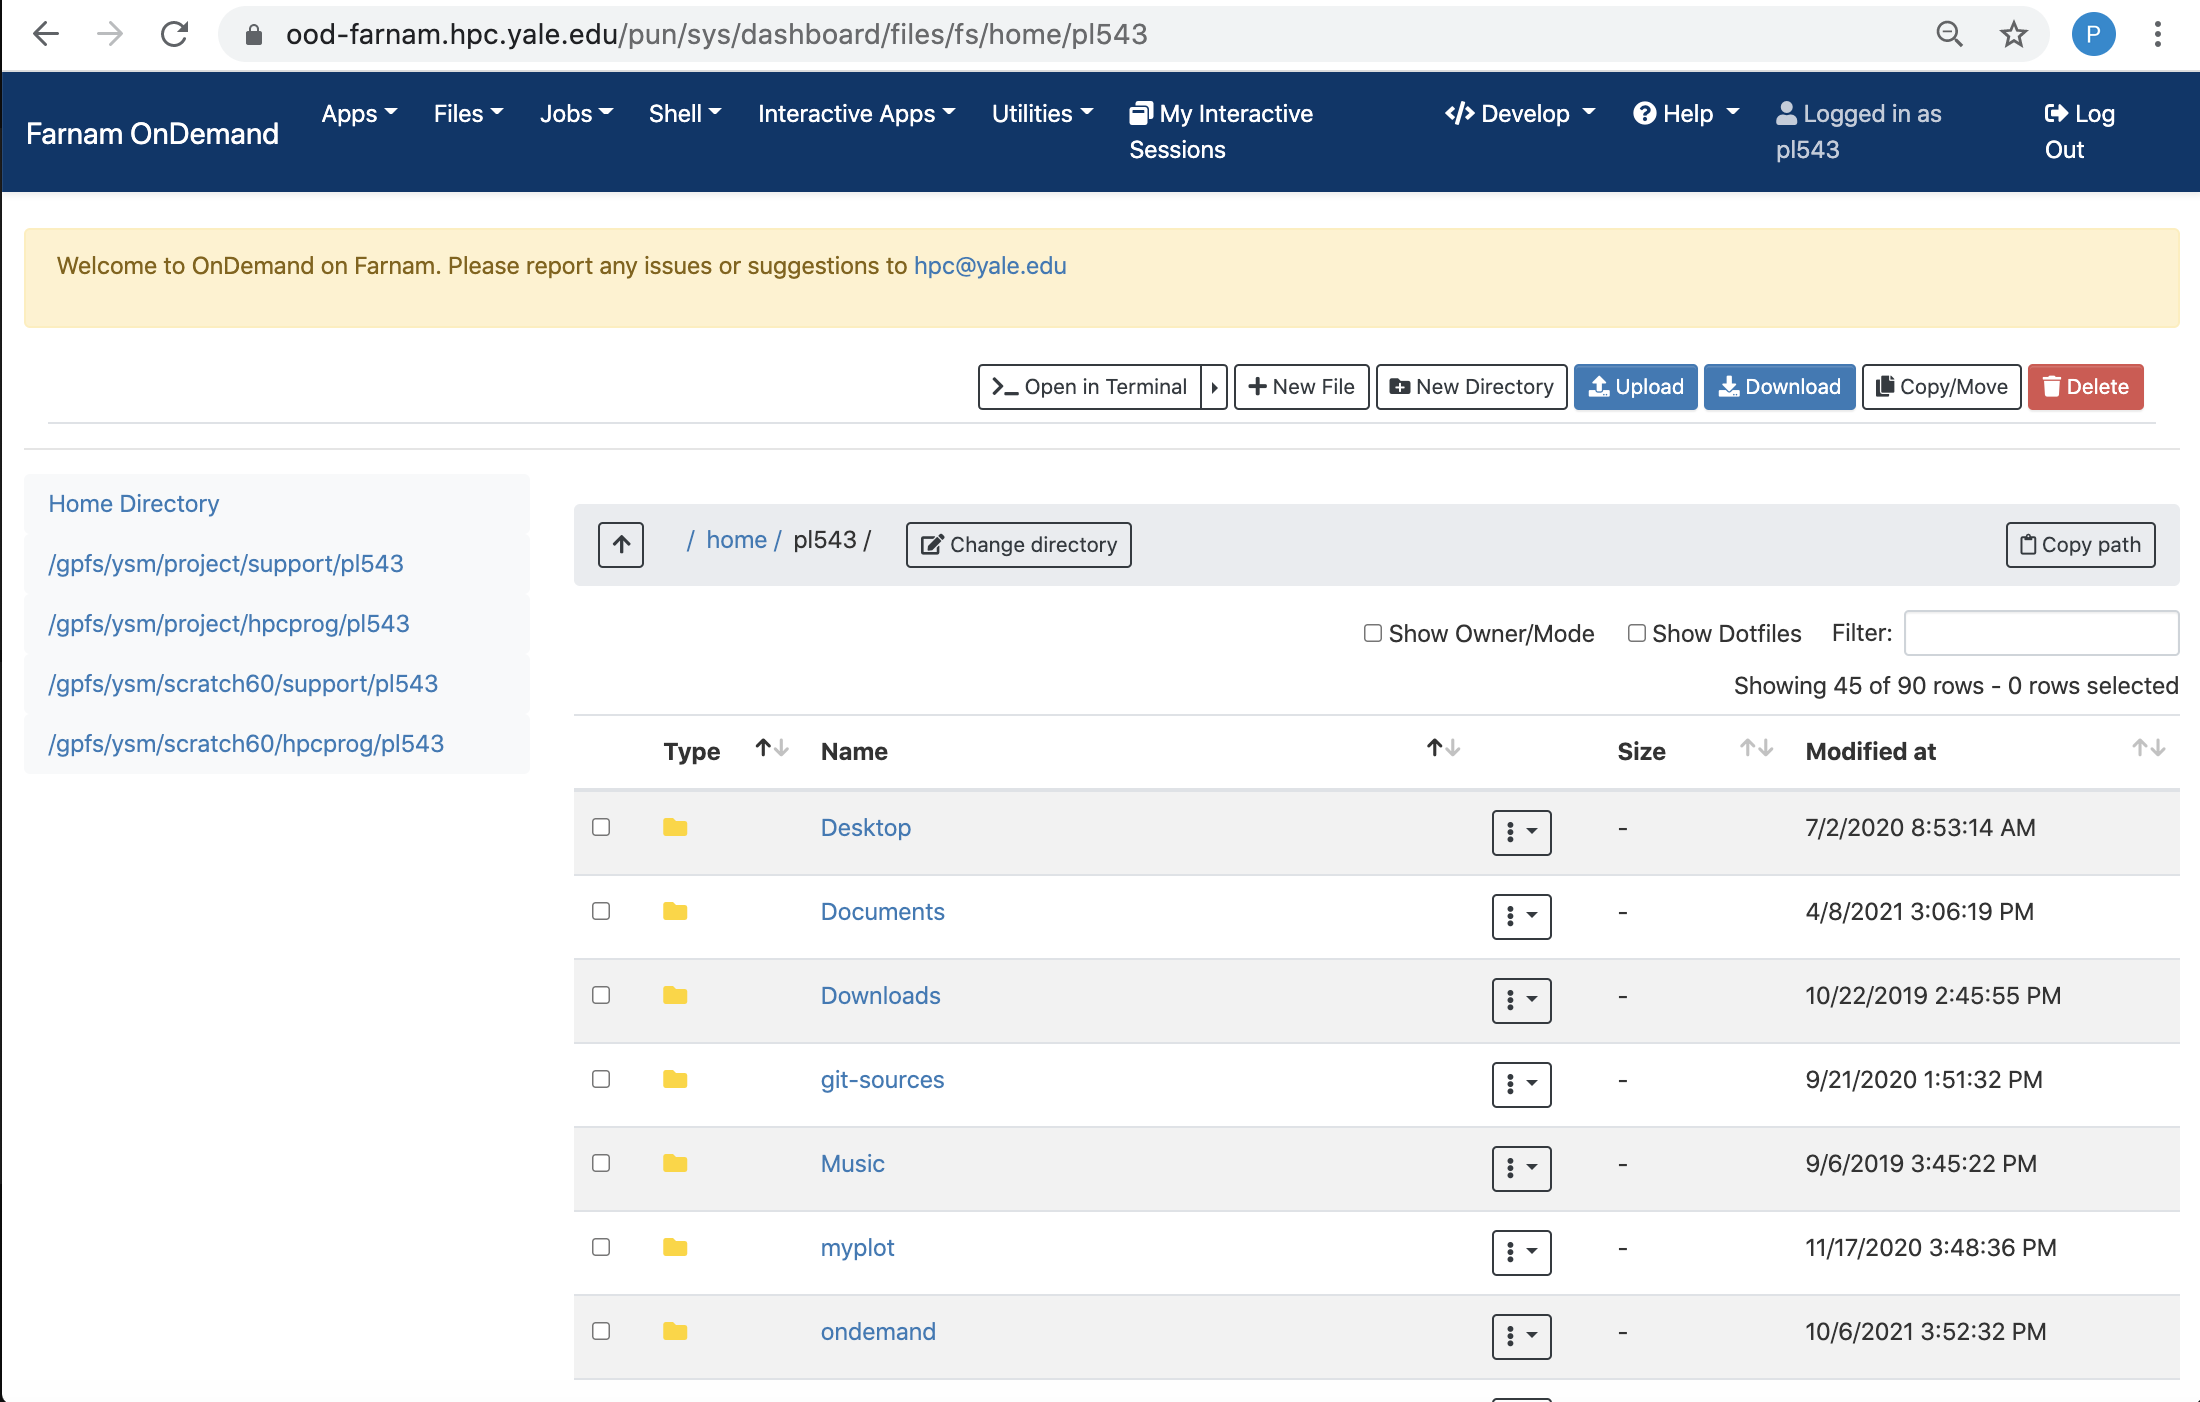 ood-farnam.hpc.yale.edu/pun/sys/dashboard/files/fs/home/pl543
P
Farnam OnDemand
Apps
Files
Jobs
Shell
Interactive Apps
Utilities
My Interactive
Sessions
</> Develop
Help
Logged in as
pl543
Log
Out
Welcome to OnDemand on Farnam. Please report any issues or suggestions to hpc@yale.edu
>_ Open in Terminal
New File
New Directory
Upload
Download
Copy/Move
Delete
Home Directory
/gpfs/ysm/project/support/pl543
/gpfs/ysm/project/hpcprog/pl543
/gpfs/ysm/scratch60/support/pl543
/gpfs/ysm/scratch60/hpcprog/pl543
/ home / pl543 /
Change directory
Copy path
Show Owner/Mode
Show Dotfiles
Filter:
Showing 45 of 90 rows - 0 rows selected
Type Name Size Modified at
Desktop - 7/2/2020 8:53:14 AM
Documents - 4/8/2021 3:06:19 PM
Downloads - 10/22/2019 2:45:55 PM
git-sources - 9/21/2020 1:51:32 PM
Music - 9/6/2019 3:45:22 PM
myplot - 11/17/2020 3:48:36 PM
ondemand - 10/6/2021 3:52:32 PM